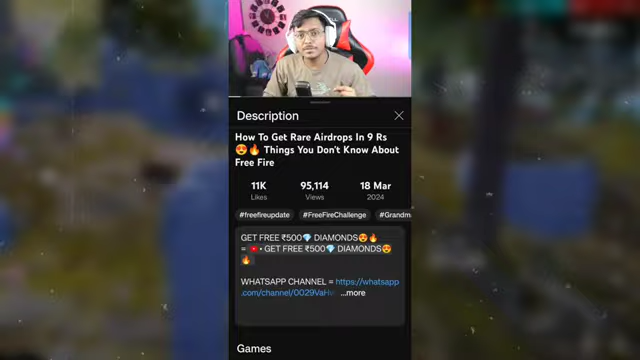 Description
How To Get Rare Airdrops In 9 Rs
😍🔥 Things You Don't Know About
Free Fire
11K
95,114
18 Mar
Likes
Views
2024
#freefireupdate
#FreeFireChallenge
#Grandm
GET FREE ₹500💎 DIAMONDS😍🔥
= • GET FREE ₹500💎 DIAMONDS😍
🔥
WHATSAPP CHANNEL = https://whatsapp
.com/channel/0029VaH ...more
Games